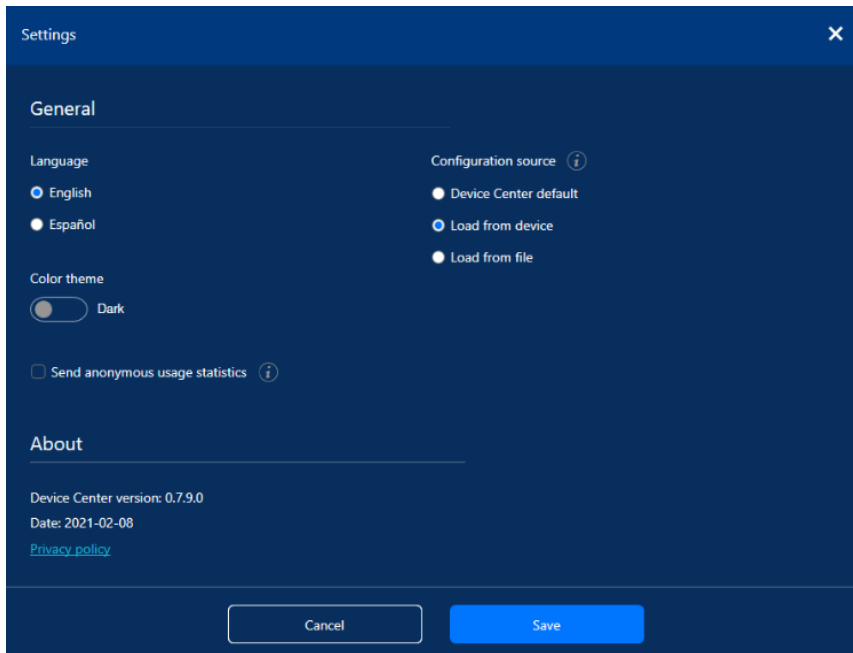 Settings
General
Language
English
Español
Color theme
Dark
Send anonymous usage statistics
Configuration source
Device Center default
Load from device
Load from file
About
Device Center version: 0.7.9.0
Date: 2021-02-08
Privacy policy
Cancel
Save